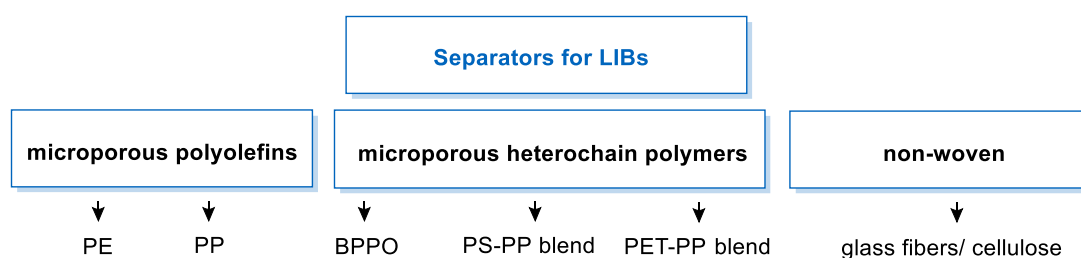 Separators for LIBs
microporous polyolefins
microporous heterochain polymers
non-woven
PE
PP
BPPO
PS-PP blend
PET-PP blend
glass fibers/ cellulose